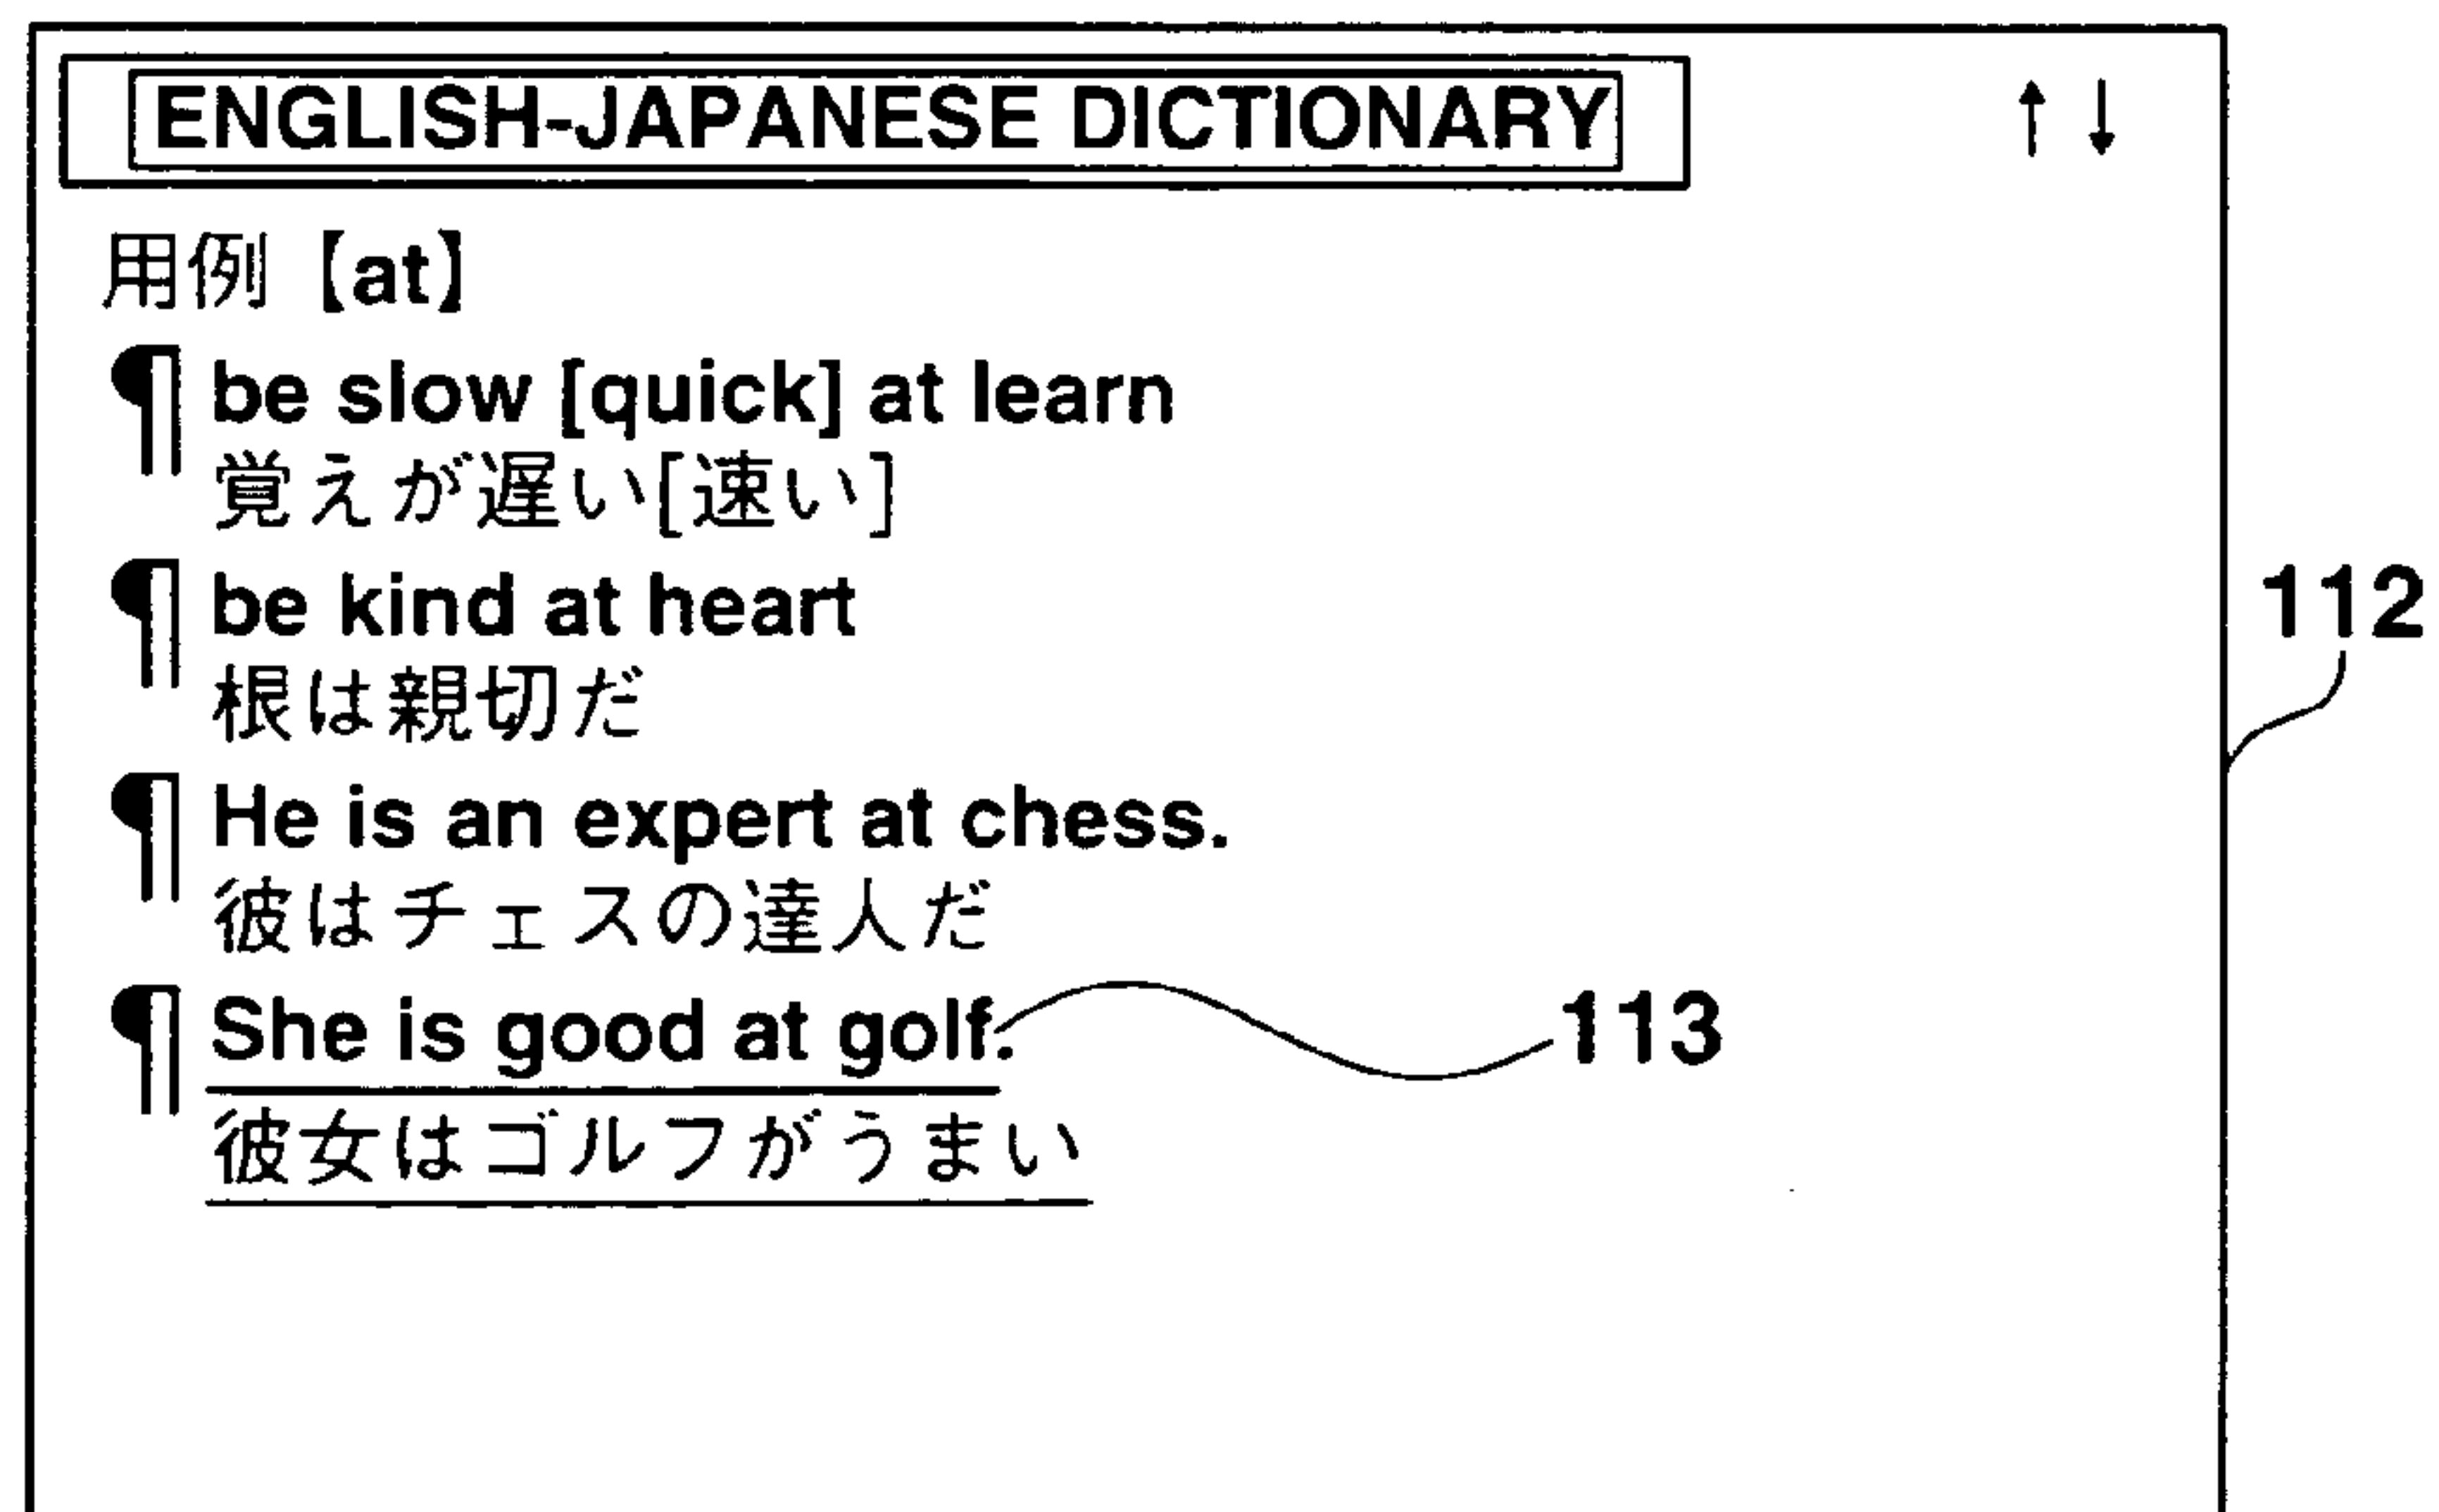 ENGLISH-JAPANESE DICTIONARY ↑ ↓
用例【at】
¶ be slow [quick] at learn
覚えが遅い[速い]
¶ be kind at heart
112
根は親切だ
¶ He is an expert at chess.
彼はチェスの達人だ
¶ She is good at golf. 113
彼女はゴルフがうまい